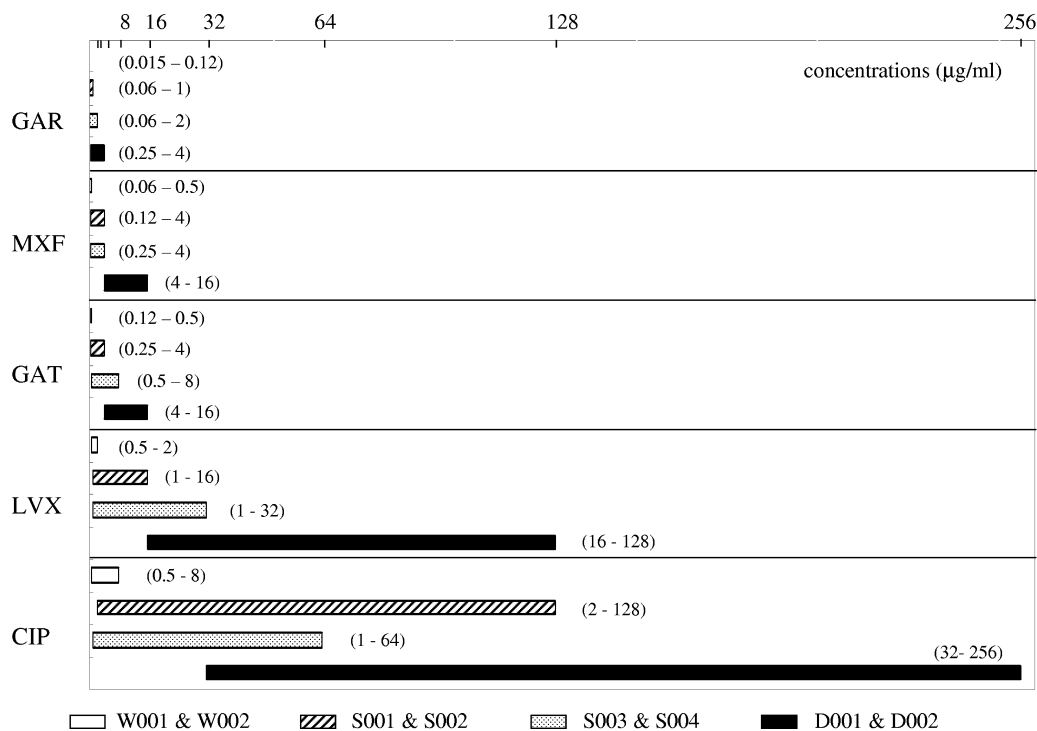 8 16 32 64 128 256
(0.015 – 0.12) concentrations (µg/ml)
(0.06 – 1)
GAR (0.06 – 2)
(0.25 – 4)
(0.06 – 0.5)
(0.12 – 4)
MXF (0.25 – 4)
(4 - 16)
(0.12 – 0.5)
(0.25 – 4)
GAT (0.5 – 8)
(4 - 16)
(0.5 - 2)
(1 - 16)
LVX (1 - 32)
(16 - 128)
(0.5 - 8)
(2 - 128)
CIP (1 - 64)
(32- 256)
W001 & W002 S001 & S002 S003 & S004 D001 & D002